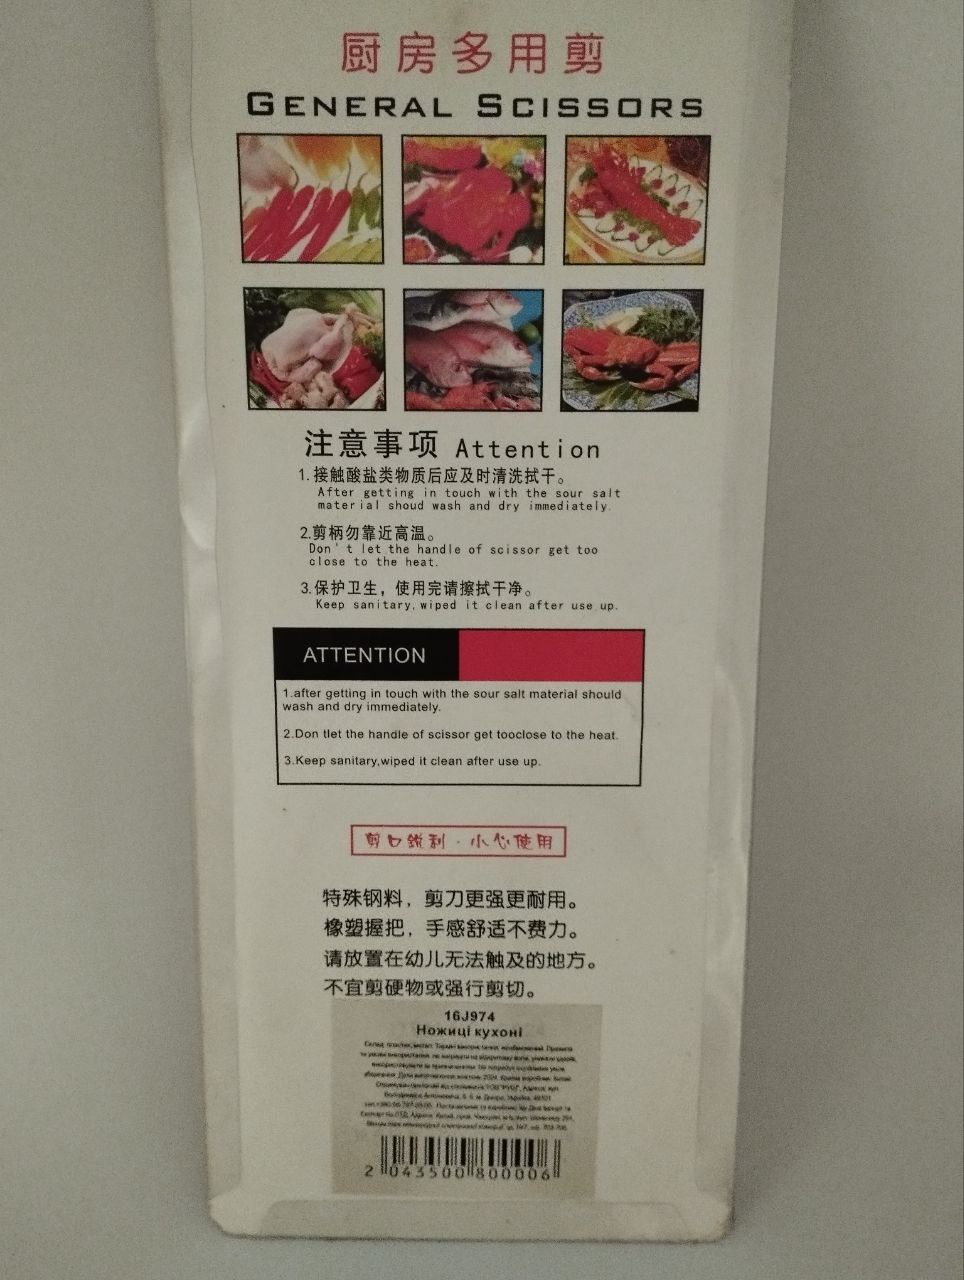 厨房多用剪
GENERAL SCISSORS
注意事项 Attention
1.接触酸盐类物质后应及时清洗拭干。
After getting in touch with the sour salt
material shoud wash and dry immediately.
2.剪柄勿靠近高温。
Don't let the handle of scissor get too
close to the heat.
3.保护卫生，使用完请擦拭干净。
Keep sanitary,wiped it clean after use up.
ATTENTION
1.after getting in touch with the sour salt material should
wash and dry immediately.
2.Don tlet the handle of scissor get tooclose to the heat.
3.Keep sanitary,wiped it clean after use up.
剪口锐利·小心使用
特殊钢料，剪刀更强更耐用。
橡塑握把，手感舒适不费力。
请放置在幼儿无法触及的地方。
不宜剪硬物或强行剪切。
16J974
Ножиці кухоні
Склад: пластик, метал. Термін використання: необмежений. Правила
2 043500 800006